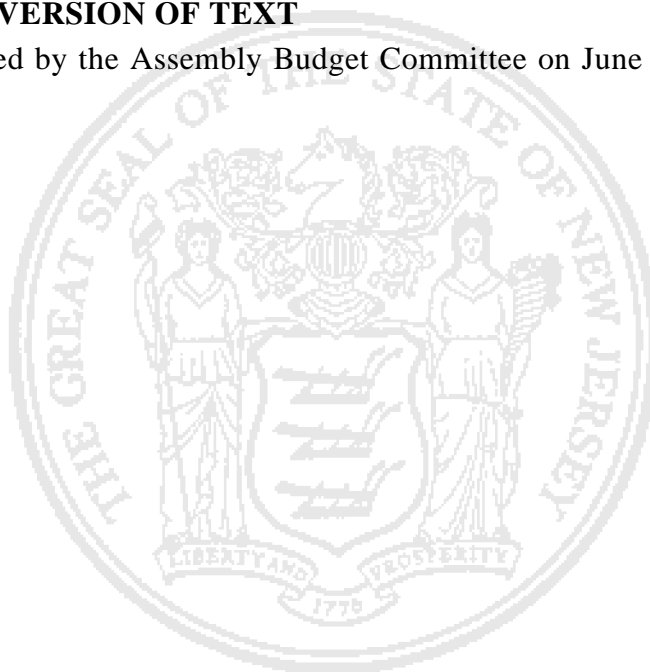 VERSION OF TEXT
ed by the Assembly Budget Committee on June
THE GREAT SEAL OF THE STATE OF NEW JERSEY
LIBERTY AND PROSPERITY
1776